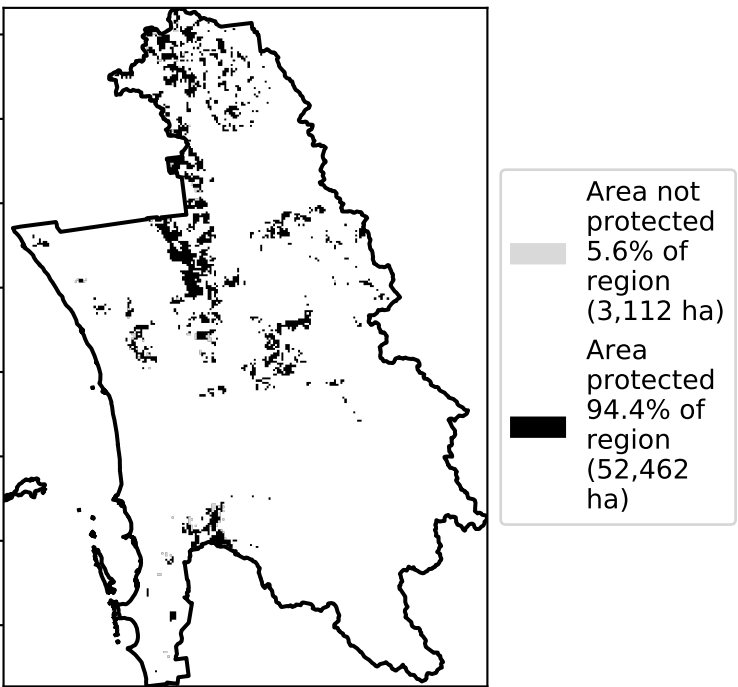 Area not
protected
5.6% of
region
(3,112 ha)
Area
protected
94.4% of
region
(52,462
ha)